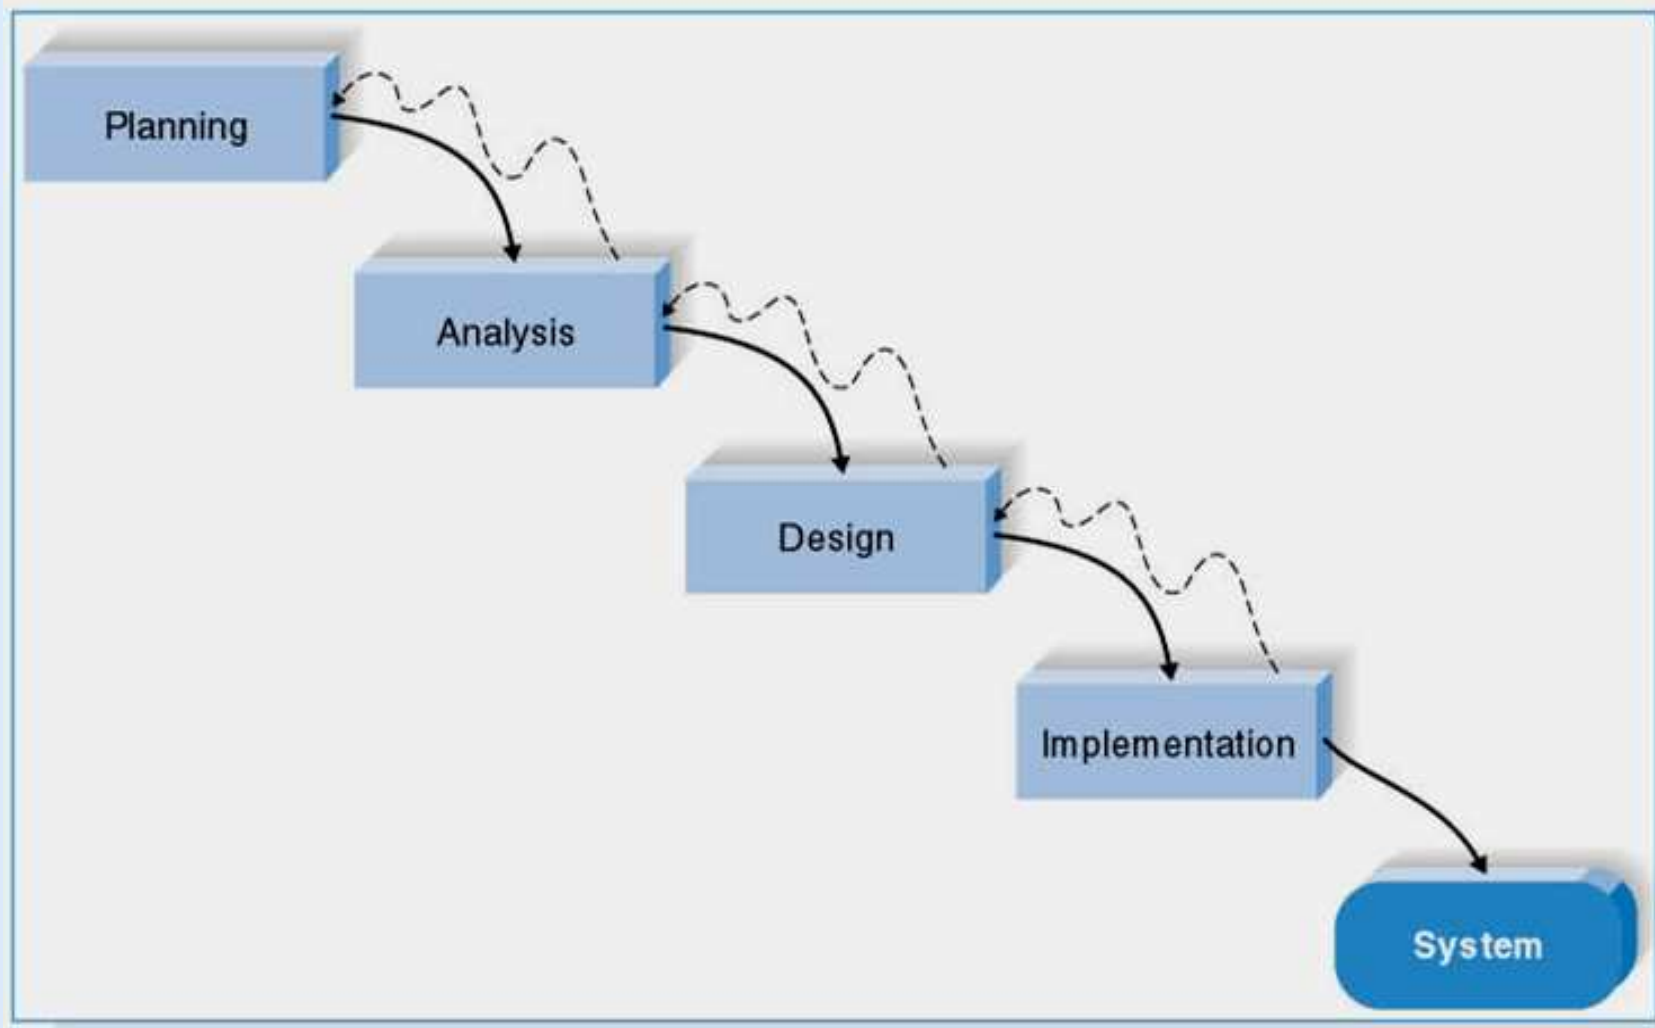 Planning
Analysis
Design
Implementation
System